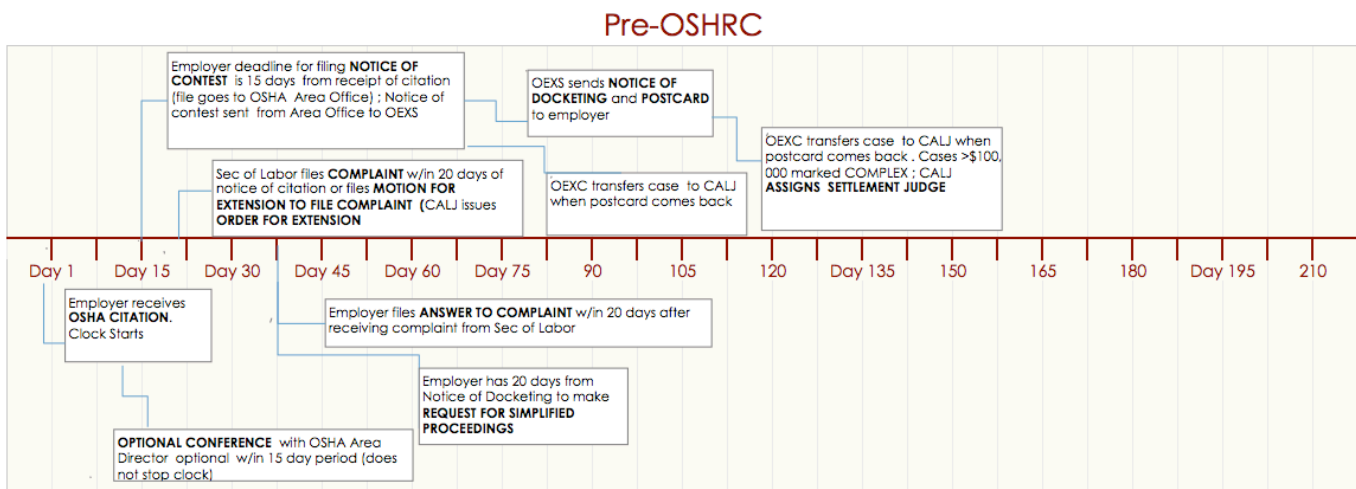 Pre-OSHRC
Employer deadline for filing NOTICE OF
CONTEST is 15 days from receipt of citation
(file goes to OSHA Area Office) ; Notice of
contest sent from Area Office to OEXS
OEXS sends NOTICE OF
DOCKETING and POSTCARD
to employer
OEXC transfers case to CALJ when
postcard comes back . Cases >$100,
000 marked COMPLEX ; CALJ
ASSIGNS SETTLEMENT JUDGE
Sec of Labor files COMPLAINT w/in 20 days of
notice of citation or files MOTION FOR
EXTENSION TO FILE COMPLAINT (CALJ issues
ORDER FOR EXTENSION
OEXC transfers case to CALJ
when postcard comes back
Day 1 Day 15 Day 30 Day 45 Day 60 Day 75 90 105 120 Day 135 150 165 180 Day 195 210
Employer receives
OSHA CITATION.
Clock Starts
Employer files ANSWER TO COMPLAINT w/in 20 days after
receiving complaint from Sec of Labor
Employer has 20 days from
Notice of Docketing to make
REQUEST FOR SIMPLIFIED
PROCEEDINGS
OPTIONAL CONFERENCE with OSHA Area
Director optional w/in 15 day period (does
not stop clock)